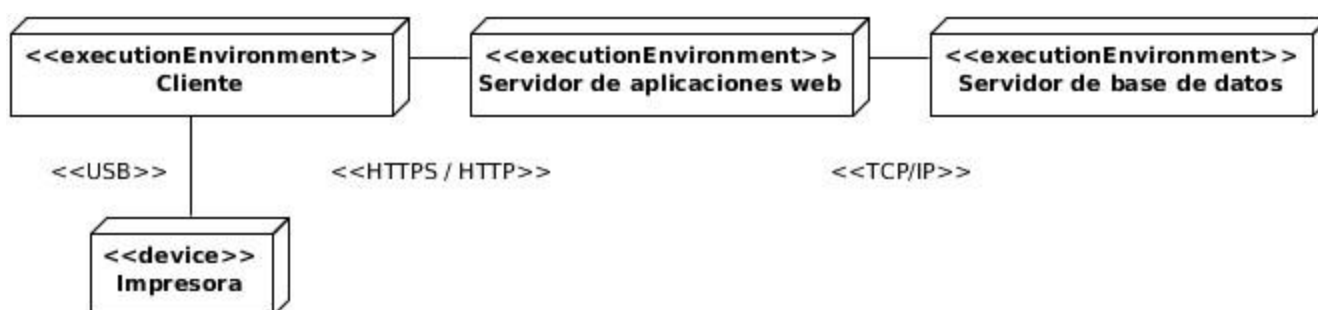 <<executionEnvironment>>
Cliente
<<executionEnvironment>>
Servidor de aplicaciones web
<<executionEnvironment>>
Servidor de base de datos
<<USB>>
<<HTTPS / HTTP>>
<<TCP/IP>>
<<device>>
Impresora